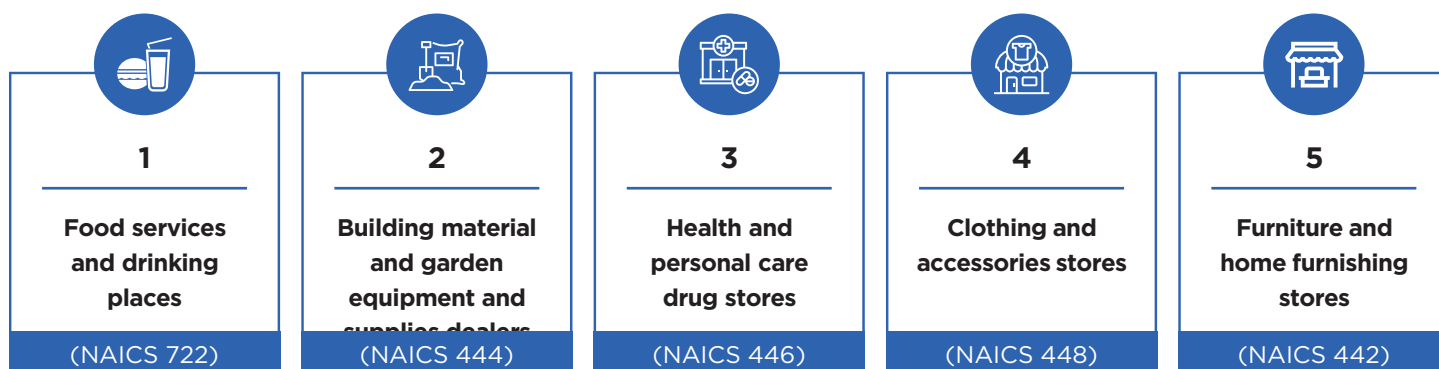 1
Food services
and drinking
places
(NAICS 722)
2
Building material
and garden
equipment and
supplies dealers
(NAICS 444)
3
Health and
personal care
drug stores
(NAICS 446)
4
Clothing and
accessories stores
(NAICS 448)
5
Furniture and
home furnishing
stores
(NAICS 442)